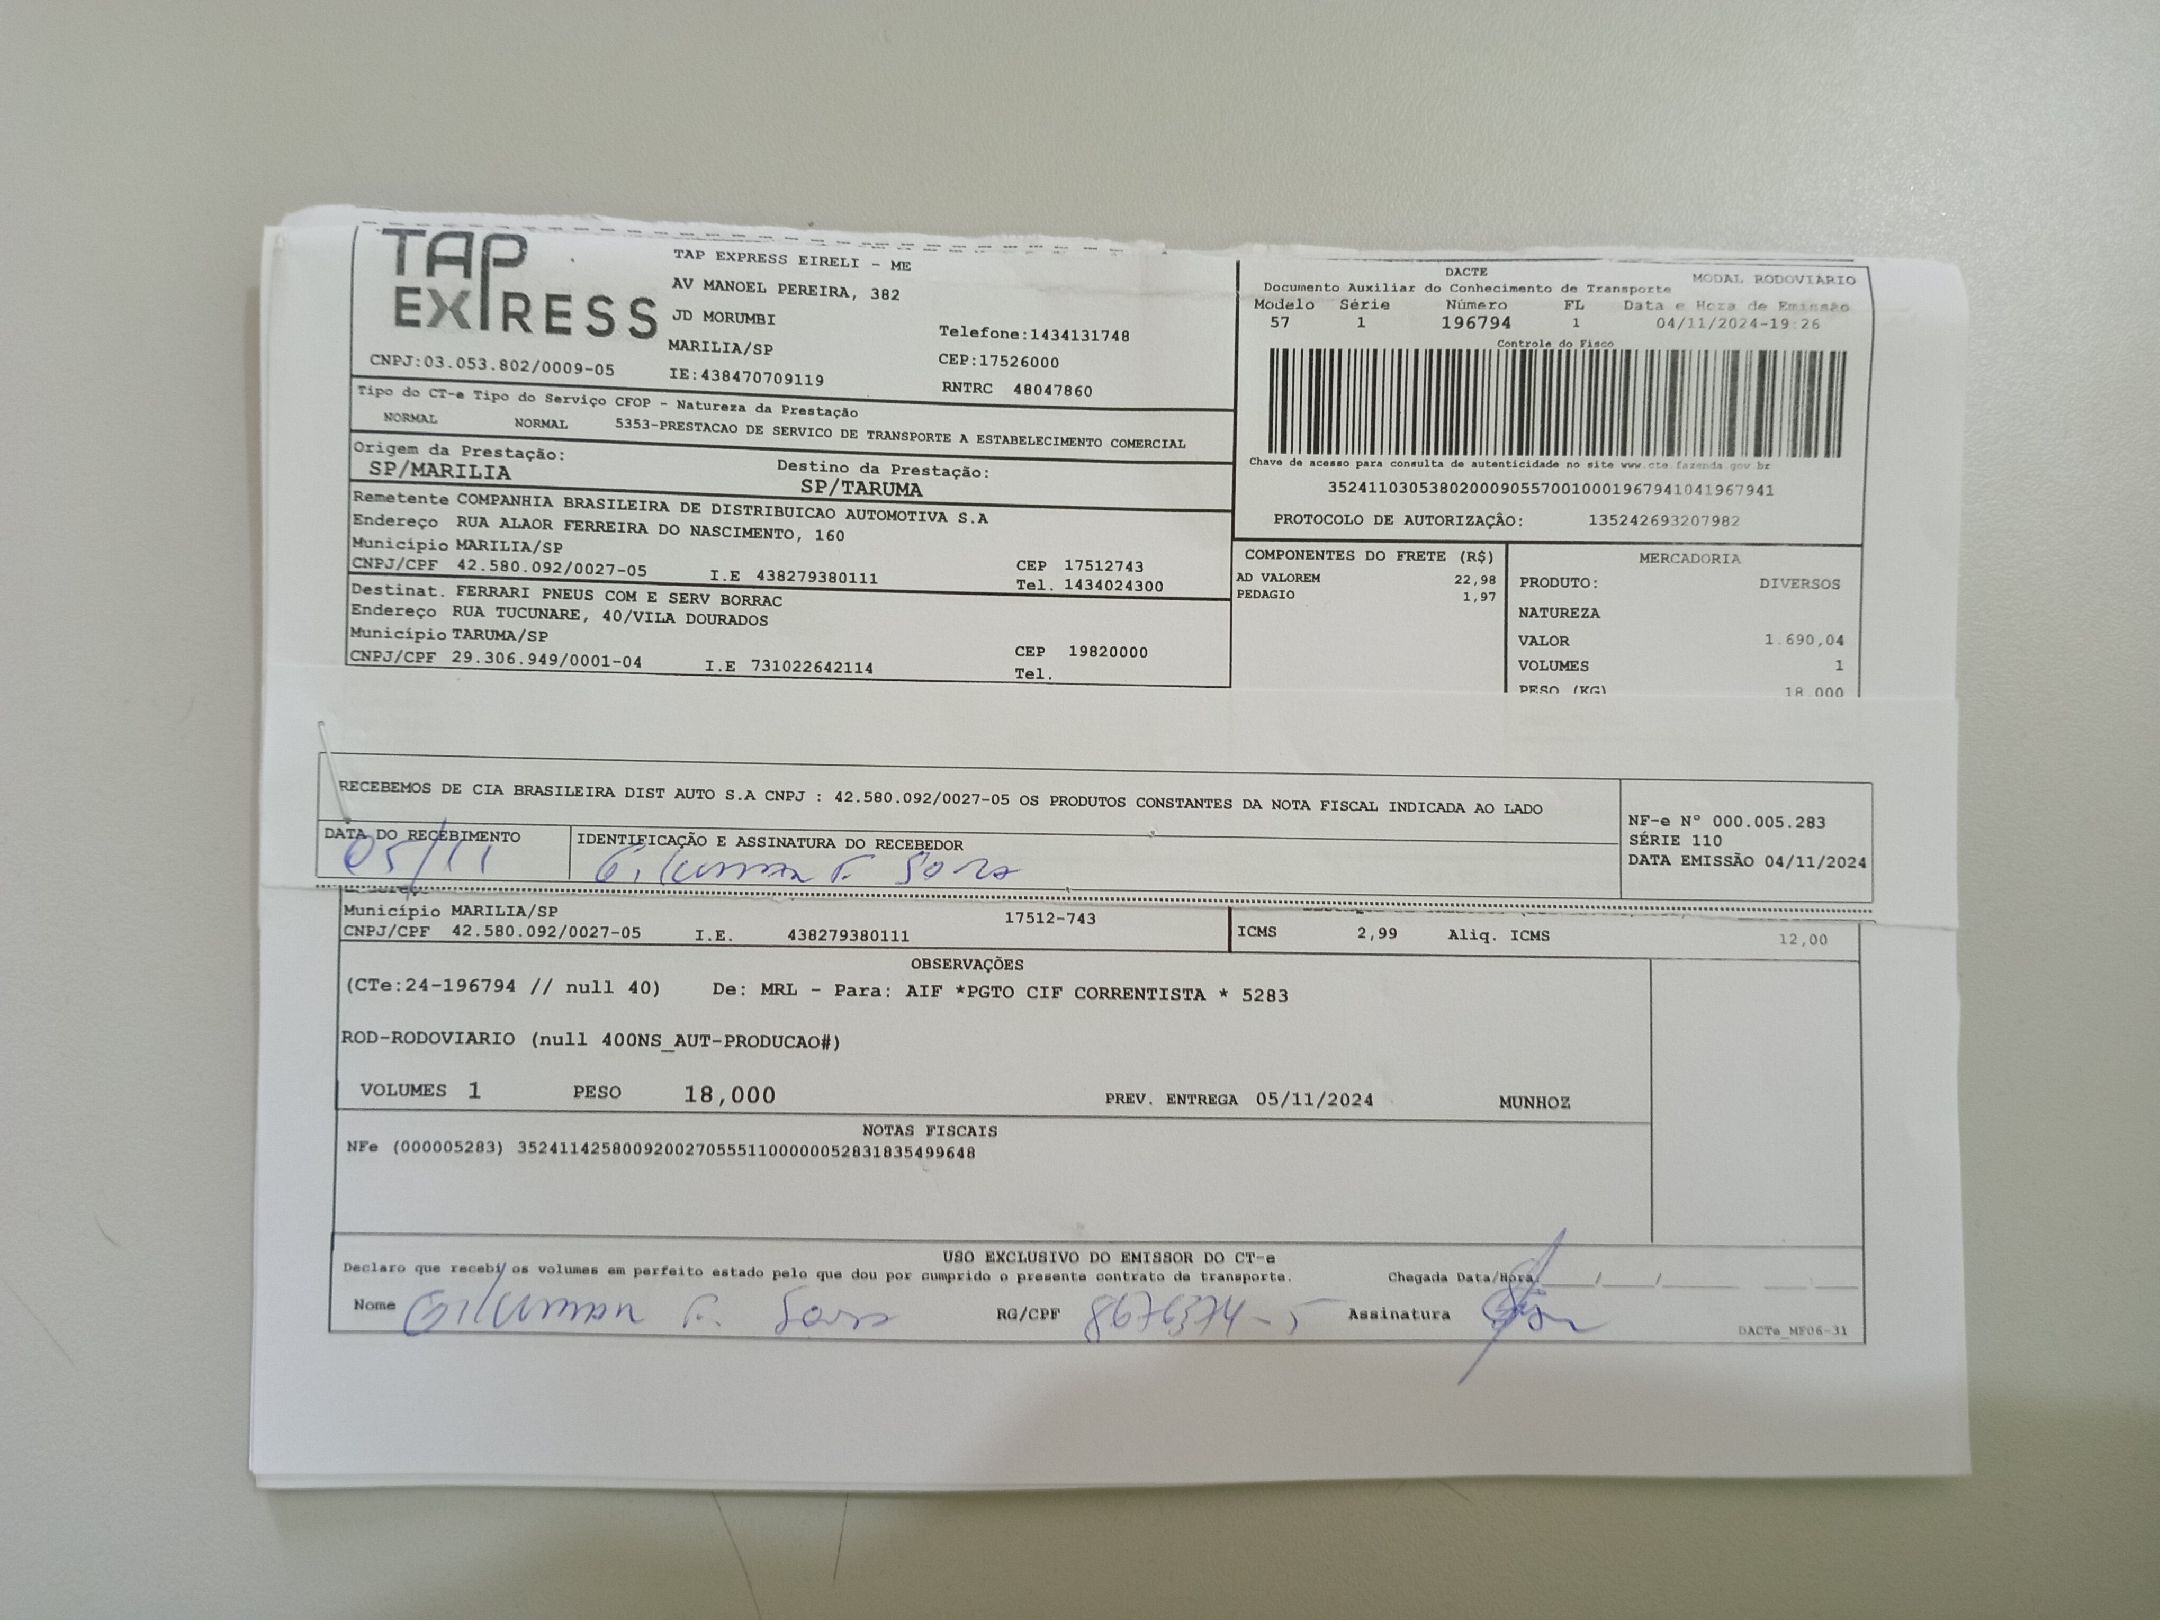 TAP EXPRESS
TAP EXPRESS EIRELI - ME
AV MANOEL PEREIRA, 382
JD MORUMBI
MARILIA/SP
Telefone:1434131748
CEP:17526000
CNPJ:03.053.802/0009-05
IE:438470709119
RNTRC 48047860
Tipo do CT-e Tipo do Serviço CFOP - Natureza da Prestação
NORMAL NORMAL 5353-PRESTACAO DE SERVICO DE TRANSPORTE A ESTABELECIMENTO COMERCIAL
Origem da Prestação: Destino da Prestação:
SP/MARILIA SP/TARUMA
Remetente COMPANHIA BRASILEIRA DE DISTRIBUICAO AUTOMOTIVA S.A
Endereço RUA ALAOR FERREIRA DO NASCIMENTO, 160
Município MARILIA/SP CEP 17512743
CNPJ/CPF 42.580.092/0027-05 I.E 438279380111 Tel. 1434024300
Destinat. FERRARI PNEUS COM E SERV BORRAC
Endereço RUA TUCUNARE, 40/VILA DOURADOS
Município TARUMA/SP CEP 19820000
CNPJ/CPF 29.306.949/0001-04 I.E 731022642114 Tel.
DACTE MODAL RODOVIÁRIO
Documento Auxiliar do Conhecimento de Transporte
Modelo Série Número FL Data e Hora de Emissão
57 1 196794 1 04/11/2024-19:26
Controle do Fisco
Chave de acesso para consulta de autenticidade no site www.cte.fazenda.gov.br
35241103053802000905570010001967941041967941
PROTOCOLO DE AUTORIZAÇÃO: 135242693207982
COMPONENTES DO FRETE (R$)
AD VALOREM 22,98
PEDAGIO 1,97
MERCADORIA
PRODUTO: DIVERSOS
NATUREZA
VALOR 1.690,04
VOLUMES 1
PESO (KG) 18,000
RECEBEMOS DE CIA BRASILEIRA DIST AUTO S.A CNPJ : 42.580.092/0027-05 OS PRODUTOS CONSTANTES DA NOTA FISCAL INDICADA AO LADO
DATA DO RECEBIMENTO IDENTIFICAÇÃO E ASSINATURA DO RECEBEDOR
05/11
NF-e N° 000.005.283
SÉRIE 110
DATA EMISSÃO 04/11/2024
Município MARILIA/SP 17512-743
CNPJ/CPF 42.580.092/0027-05 I.E. 438279380111
ICMS 2,99 Aliq. ICMS 12,00
OBSERVAÇÕES
(CTe:24-196794 // null 40) De: MRL - Para: AIF *PGTO CIF CORRENTISTA * 5283
ROD-RODOVIARIO (null 400NS_AUT-PRODUCAO#)
VOLUMES 1 PESO 18,000 PREV. ENTREGA 05/11/2024 MUNHOZ
NOTAS FISCAIS
NFe (000005283) 35241142580092002705551100000052831835499648
USO EXCLUSIVO DO EMISSOR DO CT-e
Declaro que recebi os volumes em perfeito estado pelo que dou por cumprido o presente contrato de transporte. Chegada Data/Hora
Nome RG/CPF Assinatura
DACTe_MF06-31